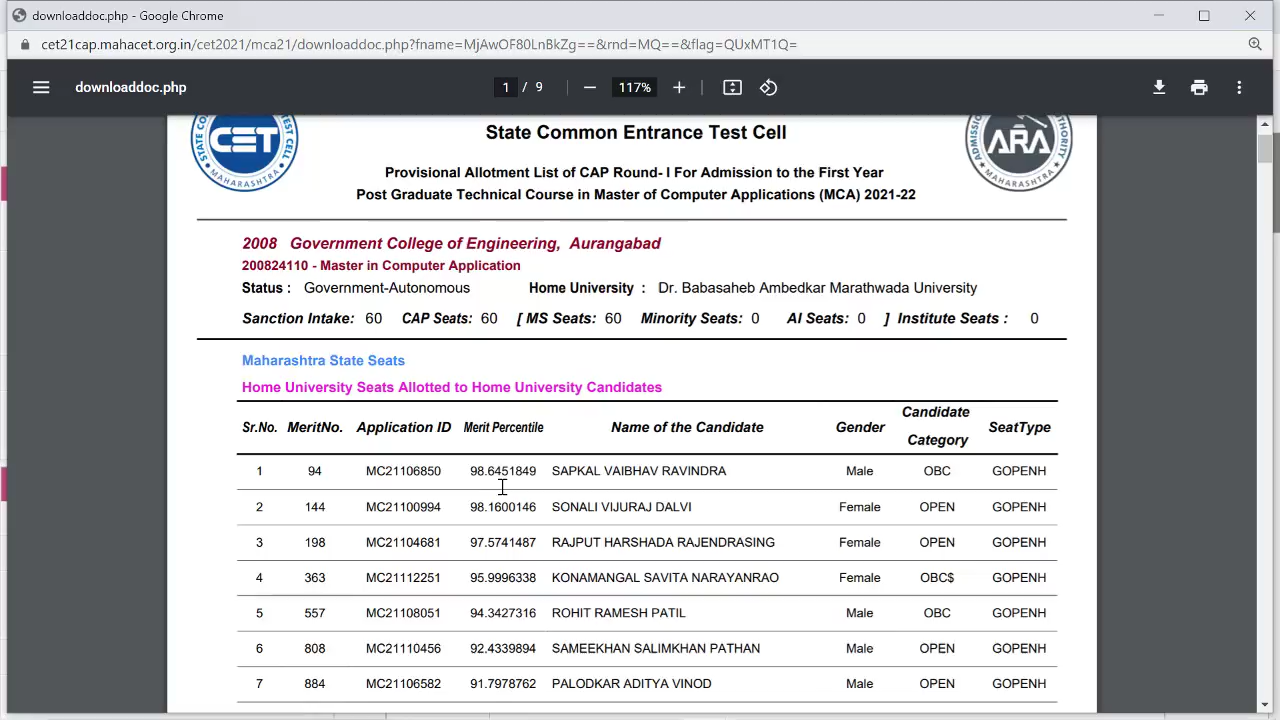 downloaddoc.php - Google Chrome
cet21cap.mahacet.org.in/cet2021/mca21/downloaddoc.php?fname=MjAwOF80LnBkZg==&rnd=MQ==&flag=QUxMT1Q=
downloaddoc.php 1 / 9 117%
State Common Entrance Test Cell
Provisional Allotment List of CAP Round- I For Admission to the First Year
Post Graduate Technical Course in Master of Computer Applications (MCA) 2021-22
CET
MAHARASHTRA
ARA
2008 Government College of Engineering, Aurangabad
200824110 - Master in Computer Application
Status : Government-Autonomous Home University : Dr. Babasaheb Ambedkar Marathwada University
Sanction Intake: 60 CAP Seats: 60 [ MS Seats: 60 Minority Seats: 0 AI Seats: 0 ] Institute Seats : 0
Maharashtra State Seats
Home University Seats Allotted to Home University Candidates
Sr.No. MeritNo. Application ID Merit Percentile Name of the Candidate Gender Candidate Category SeatType
1 94 MC21106850 98.6451849 SAPKAL VAIBHAV RAVINDRA Male OBC GOPENH
2 144 MC21100994 98.1600146 SONALI VIJURAJ DALVI Female OPEN GOPENH
3 198 MC21104681 97.5741487 RAJPUT HARSHADA RAJENDRASING Female OPEN GOPENH
4 363 MC21112251 95.9996338 KONAMANGAL SAVITA NARAYANRAO Female OBC$ GOPENH
5 557 MC21108051 94.3427316 ROHIT RAMESH PATIL Male OBC GOPENH
6 808 MC21110456 92.4339894 SAMEEKHAN SALIMKHAN PATHAN Male OPEN GOPENH
7 884 MC21106582 91.7978762 PALODKAR ADITYA VINOD Male OPEN GOPENH